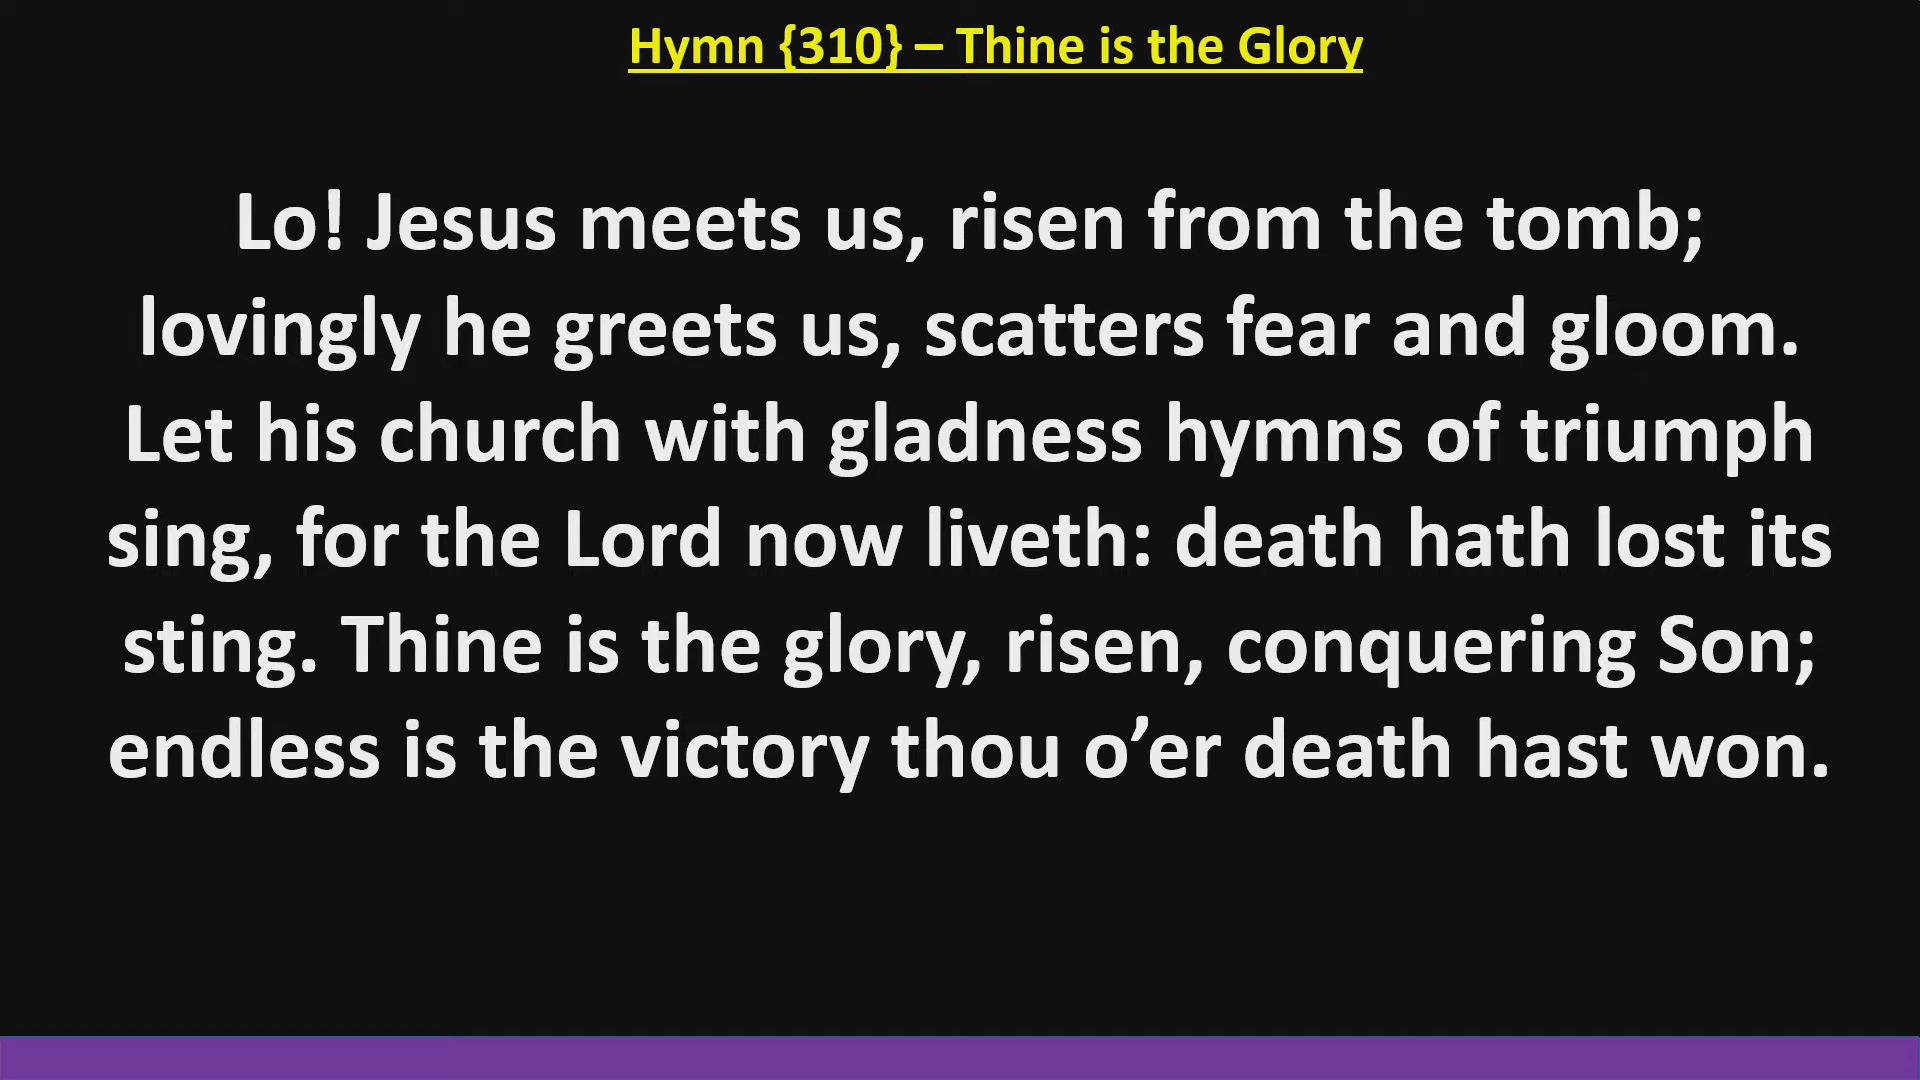 Hymn {310} – Thine is the Glory
Lo! Jesus meets us, risen from the tomb;
lovingly he greets us, scatters fear and gloom.
Let his church with gladness hymns of triumph
sing, for the Lord now liveth: death hath lost its
sting. Thine is the glory, risen, conquering Son;
endless is the victory thou o’er death hast won.